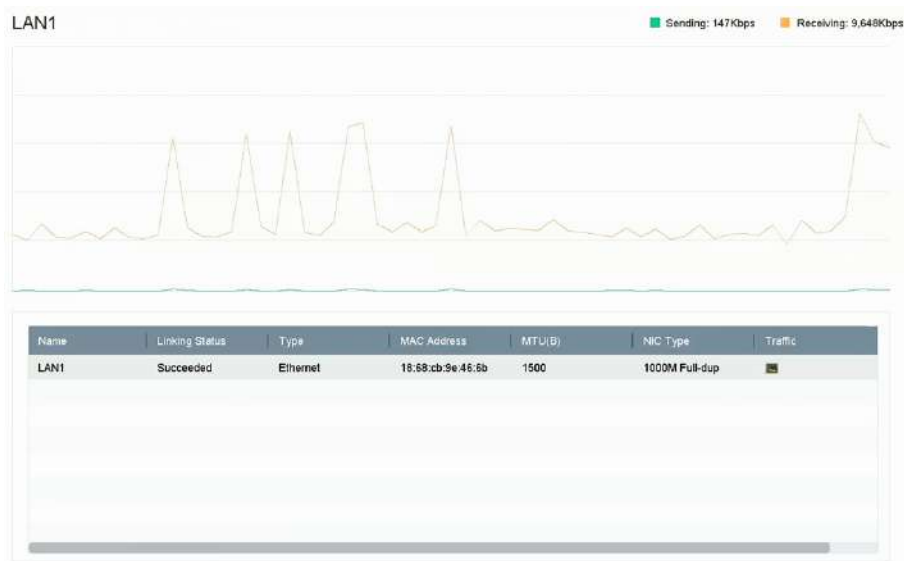 LAN1
Sending: 147Kbps Receiving: 9,648Kbps
Name Linking Status Type MAC Address MTU(B) NIC Type Traffic
LAN1 Succeeded Ethernet 18:68:cb:9e:46:6b 1500 1000M Full-dup